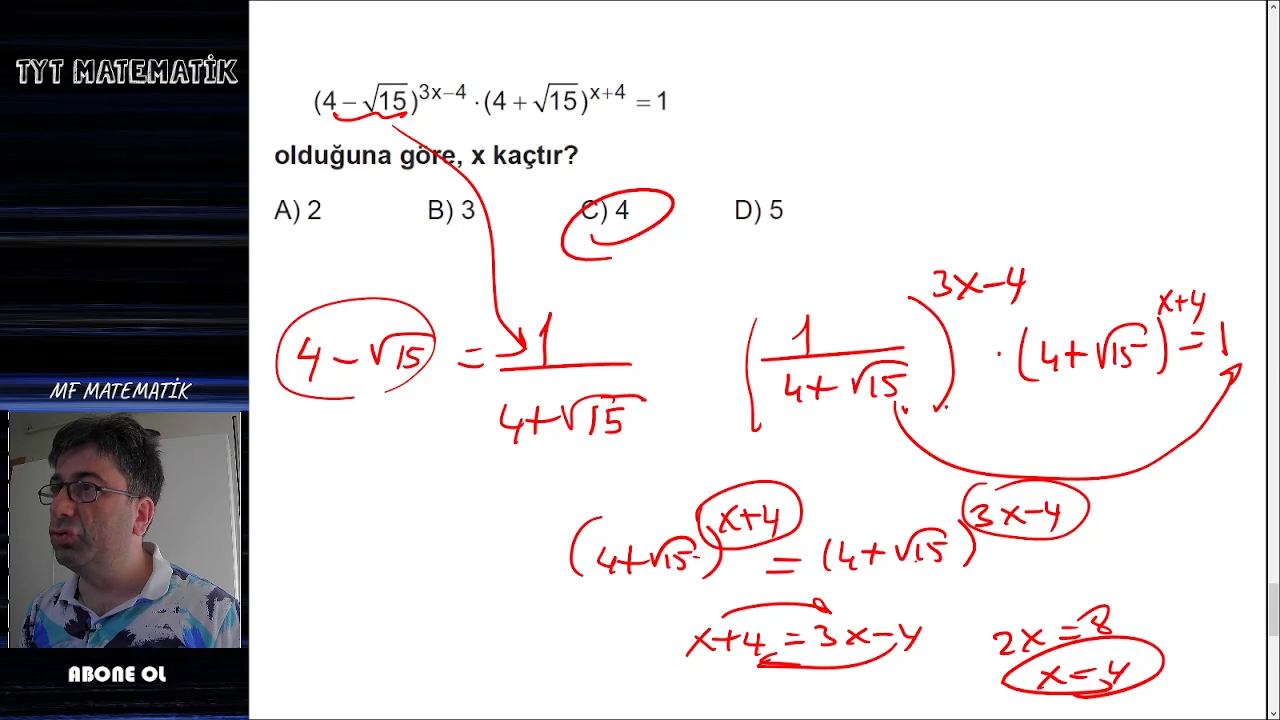 TYT MATEMATİK
(4 − √15)^{3x−4} · (4 + √15)^{x+4} = 1
olduğuna göre, x kaçtır?
A) 2 B) 3 C) 4 D) 5
4 − √15 = 1/(4+√15)
(1/(4+√15))^{3x−4} · (4+√15)^{x+4} = 1
(4+√15)^{x+4} = (4+√15)^{3x−4}
x+4 = 3x−4 2x = 8
x = 4
MF MATEMATİK
ABONE OL